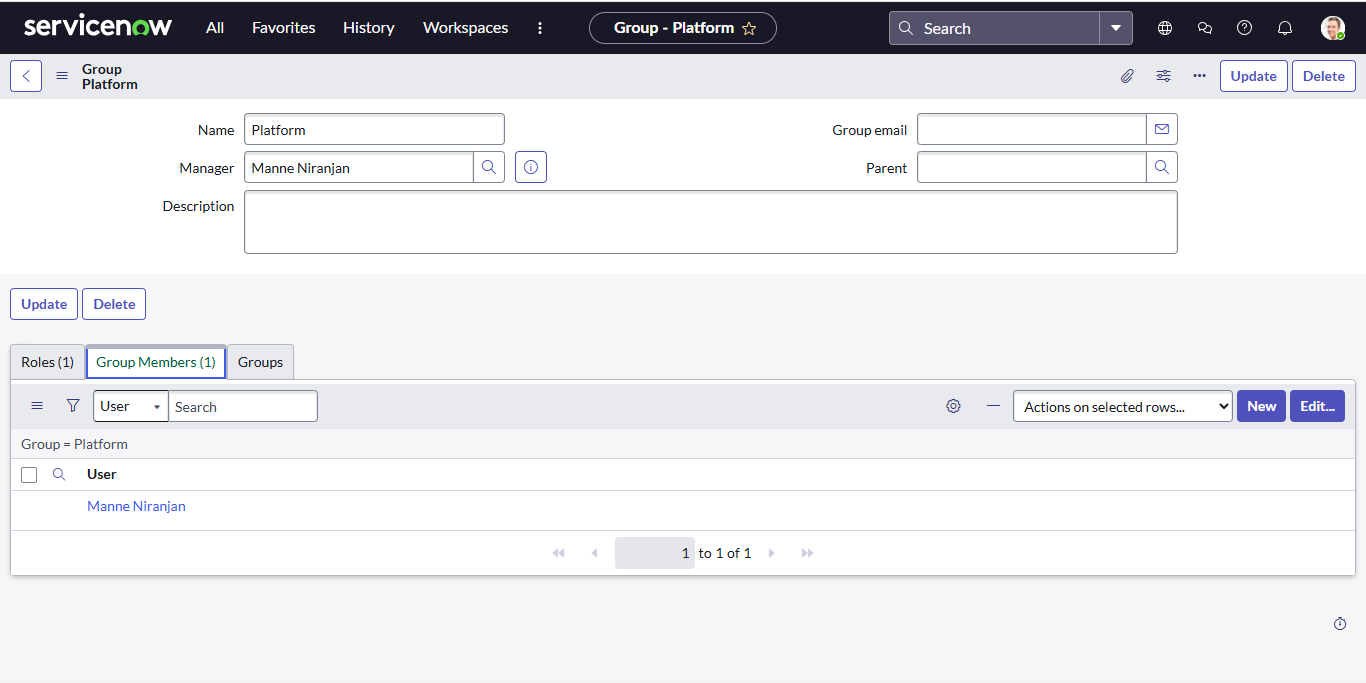 servicenow All Favorites History Workspaces Group - Platform Search
Group
Platform
Update Delete
Name Platform Group email
Manager Manne Niranjan Parent
Description
Update Delete
Roles (1) Group Members (1) Groups
User Search Actions on selected rows... New Edit...
Group = Platform
User
Manne Niranjan
1 to 1 of 1